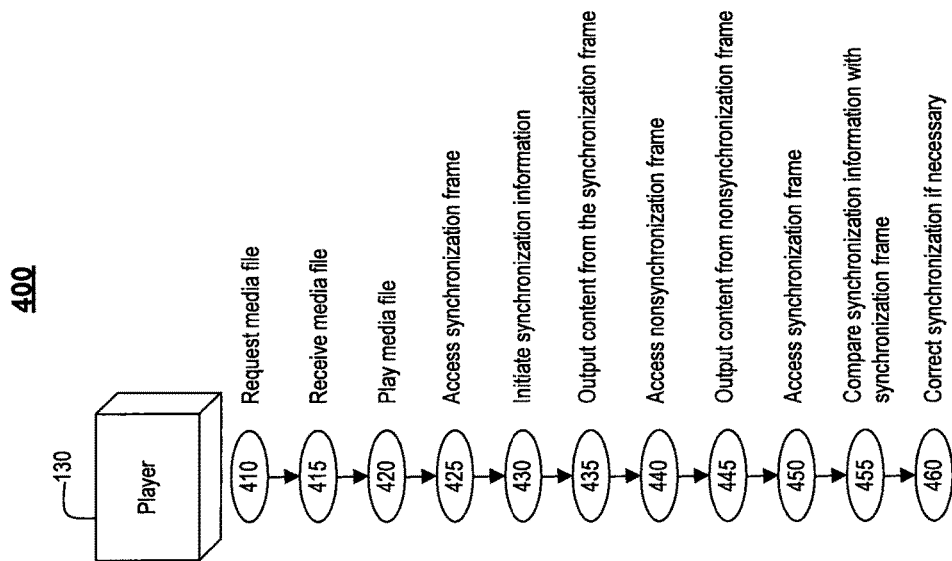 400
130
Player
410 Request media file
415 Receive media file
420 Play media file
425 Access synchronization frame
430 Initiate synchronization information
435 Output content from the synchronization frame
440 Access nonsynchronization frame
445 Output content from nonsynchronization frame
450 Access synchronization frame
455 Compare synchronization information with
synchronization frame
460 Correct synchronization if necessary